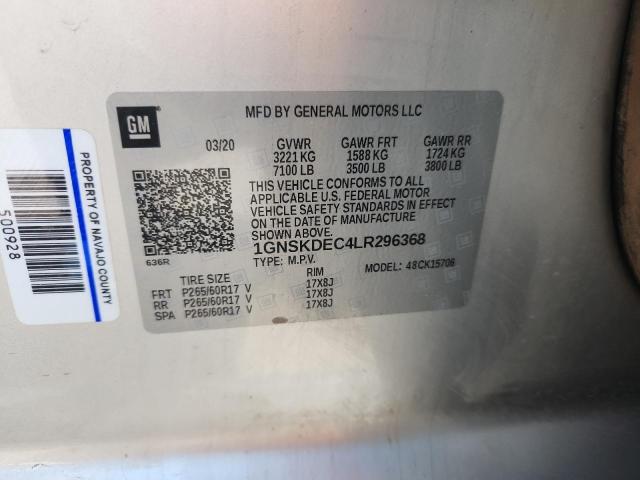 GM
MFD BY GENERAL MOTORS LLC
03/20 GVWR GAWR FRT GAWR RR
3221 KG 1588 KG 1724 KG
7100 LB 3500 LB 3800 LB
THIS VEHICLE CONFORMS TO ALL
APPLICABLE U.S. FEDERAL MOTOR
VEHICLE SAFETY STANDARDS IN EFFECT
ON THE DATE OF MANUFACTURE
SHOWN ABOVE.
636R
1GNSKDEC4LR296368
TYPE: M.P.V. MODEL: 48CK15706
TIRE SIZE RIM
FRT P265/60R17 V 17X8J
RR P265/60R17 V 17X8J
SPA P265/60R17 V 17X8J
PROPERTY OF NAVAJO COUNTY
500928